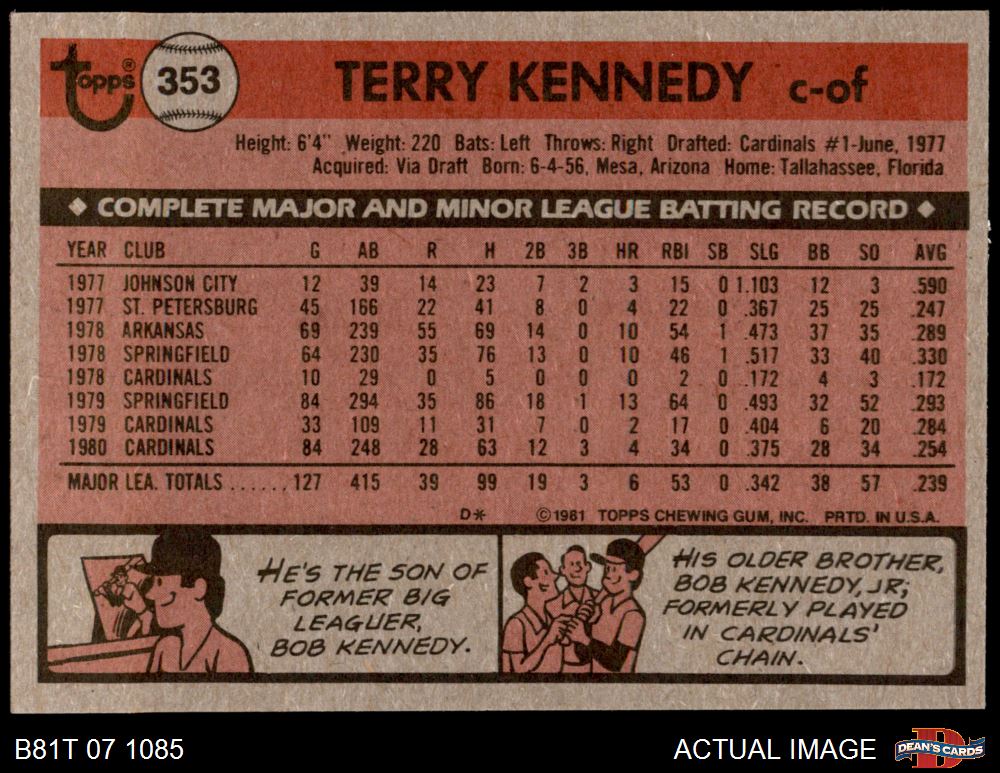 Topps® 353 TERRY KENNEDY c-of
Height: 6'4" Weight: 220 Bats: Left Throws: Right Drafted: Cardinals #1-June, 1977
Acquired: Via Draft Born: 6-4-56, Mesa, Arizona Home: Tallahassee, Florida
◆ COMPLETE MAJOR AND MINOR LEAGUE BATTING RECORD ◆
YEAR CLUB G AB R H 2B 3B HR RBI SB SLG BB SO AVG
1977 JOHNSON CITY 12 39 14 23 7 2 3 15 0 1.103 12 3 .590
1977 ST. PETERSBURG 45 166 22 41 8 0 4 22 0 .367 25 25 .247
1978 ARKANSAS 69 239 55 69 14 0 10 54 1 .473 37 35 .289
1978 SPRINGFIELD 64 230 35 76 13 0 10 46 1 .517 33 40 .330
1978 CARDINALS 10 29 0 5 0 0 0 2 0 .172 4 3 .172
1979 SPRINGFIELD 84 294 35 86 18 1 13 64 0 .493 32 52 .293
1979 CARDINALS 33 109 11 31 7 0 2 17 0 .404 6 20 .284
1980 CARDINALS 84 248 28 63 12 3 4 34 0 .375 28 34 .254
MAJOR LEA. TOTALS ...... 127 415 39 99 19 3 6 53 0 .342 38 57 .239
D* ©1981 TOPPS CHEWING GUM, INC. PRTD. IN U.S.A.
HE'S THE SON OF
FORMER BIG
LEAGUER,
BOB KENNEDY.
HIS OLDER BROTHER,
BOB KENNEDY, JR;
FORMERLY PLAYED
IN CARDINALS'
CHAIN.
B81T 07 1085 ACTUAL IMAGE DEAN'S CARDS